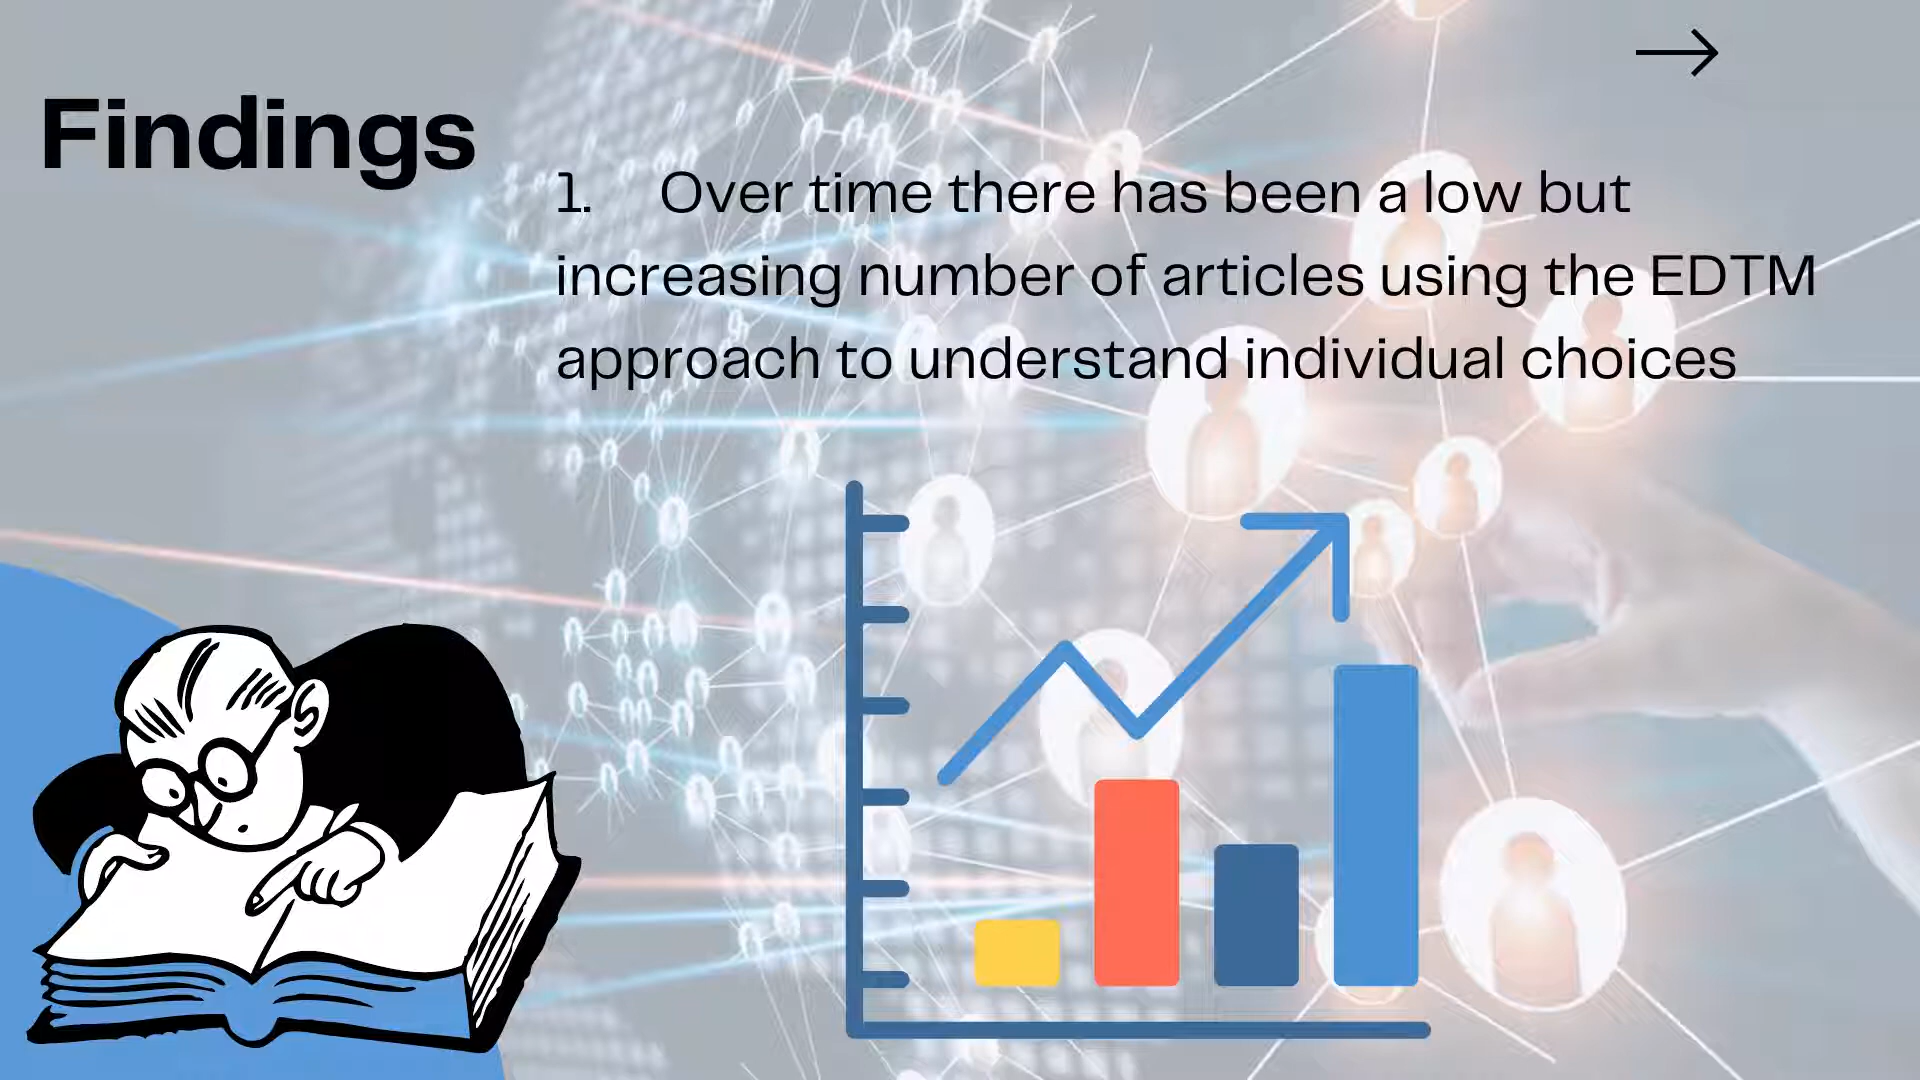 Findings
1. Over time there has been a low but
increasing number of articles using the EDTM
approach to understand individual choices